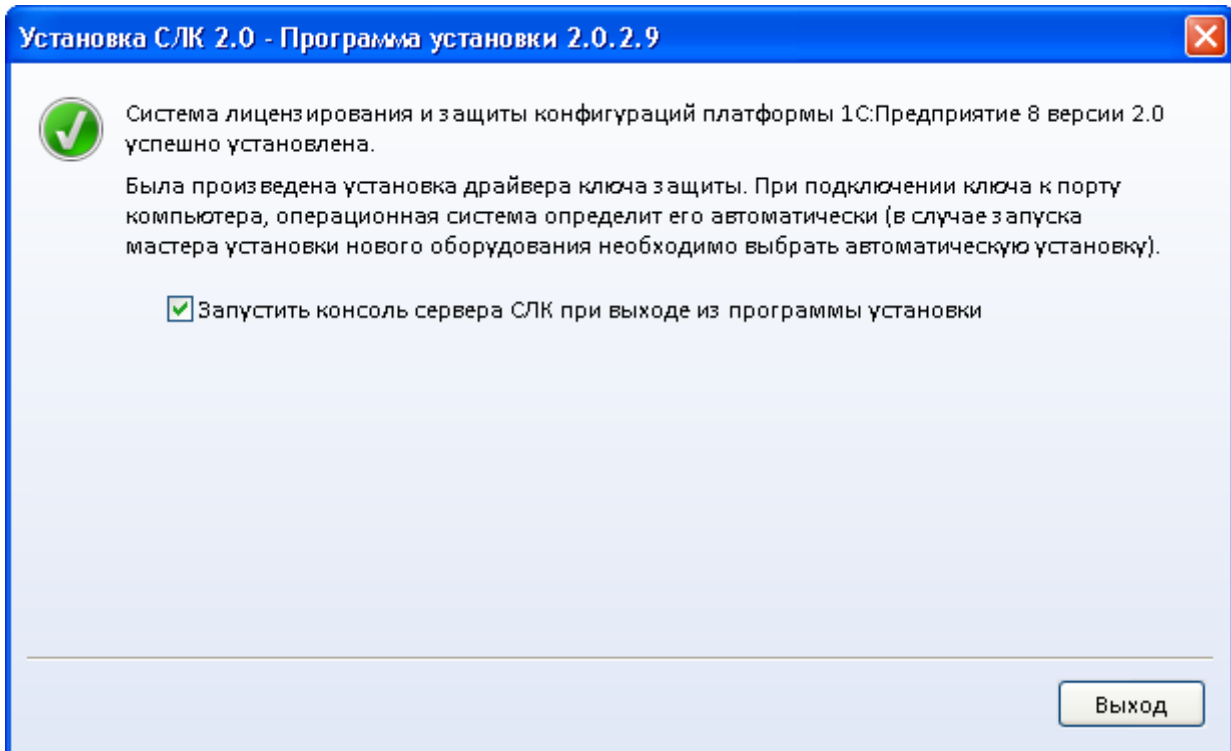 Установка СЛК 2.0 - Программа установки 2.0.2.9
Система лицензирования и защиты конфигураций платформы 1С:Предприятие 8 версии 2.0
успешно установлена.
Была произведена установка драйвера ключа защиты. При подключении ключа к порту
компьютера, операционная система определит его автоматически (в случае запуска
мастера установки нового оборудования необходимо выбрать автоматическую установку).
Запустить консоль сервера СЛК при выходе из программы установки
Выход